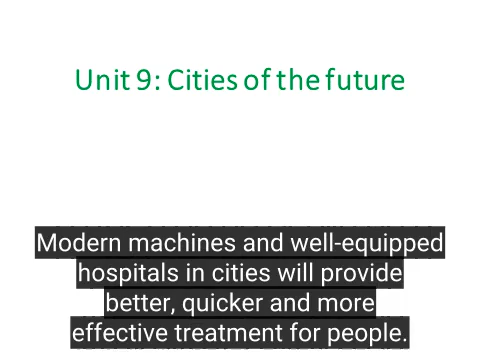 Unit 9: Cities of the future
Modern machines and well-equipped
hospitals in cities will provide
better, quicker and more
effective treatment for people.